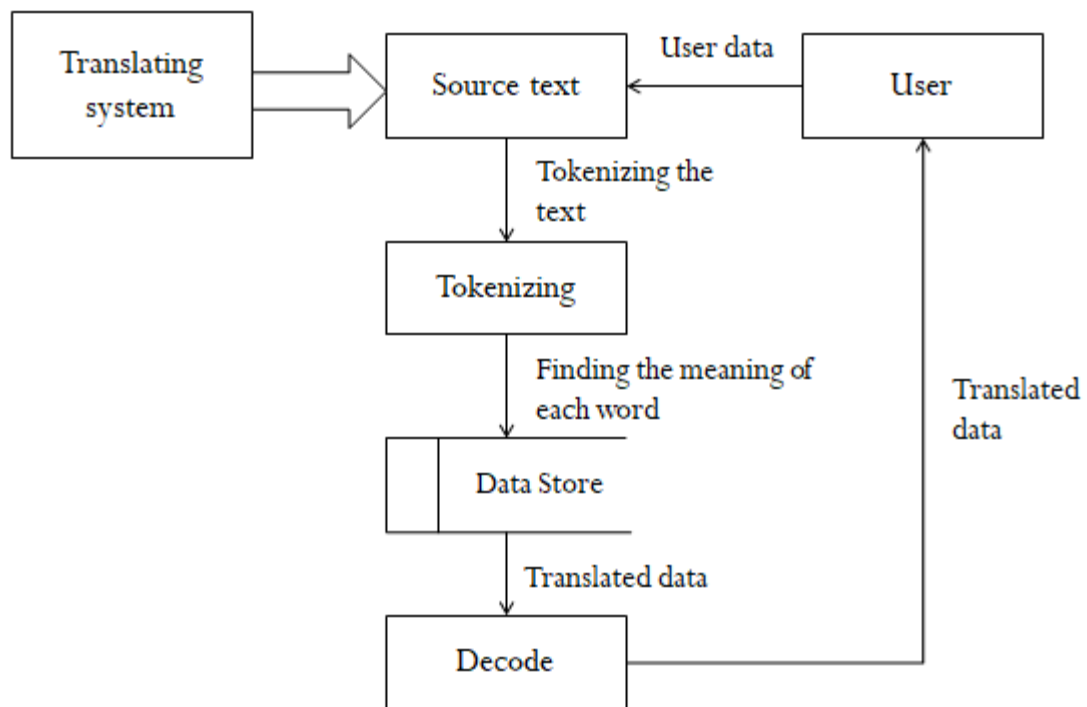 Translating
system
Source text
User data
User
Tokenizing the
text
Tokenizing
Finding the meaning of
each word
Translated
data
Data Store
Translated data
Decode